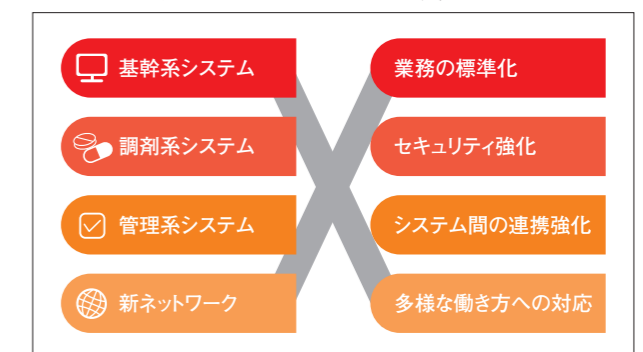 基幹系システム
調剤系システム
管理系システム
新ネットワーク
業務の標準化
セキュリティ強化
システム間の連携強化
多様な働き方への対応